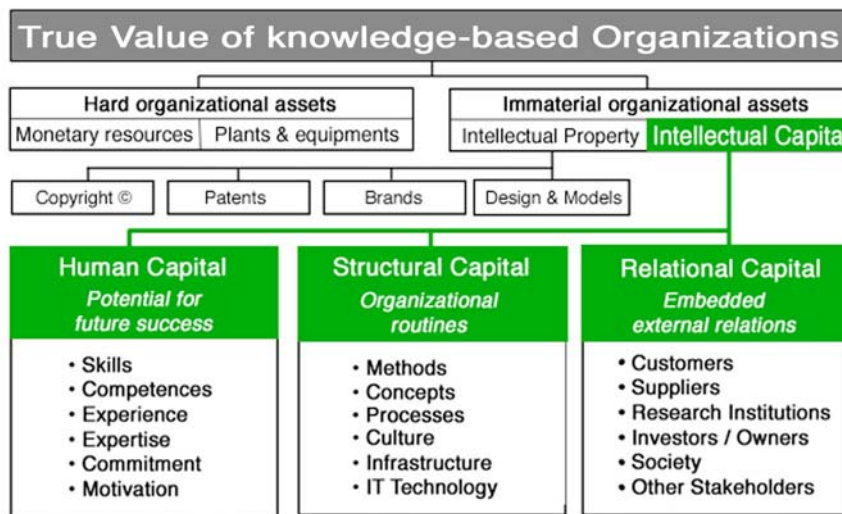 True Value of knowledge-based Organizations
Hard organizational assets
Monetary resources
Plants & equipments
Immaterial organizational assets
Intellectual Property
Intellectual Capital
Copyright ©
Patents
Brands
Design & Models
Human Capital
Potential for
future success
• Skills
• Competences
• Experience
• Expertise
• Commitment
• Motivation
Structural Capital
Organizational
routines
• Methods
• Concepts
• Processes
• Culture
• Infrastructure
• IT Technology
Relational Capital
Embedded
external relations
• Customers
• Suppliers
• Research Institutions
• Investors / Owners
• Society
• Other Stakeholders